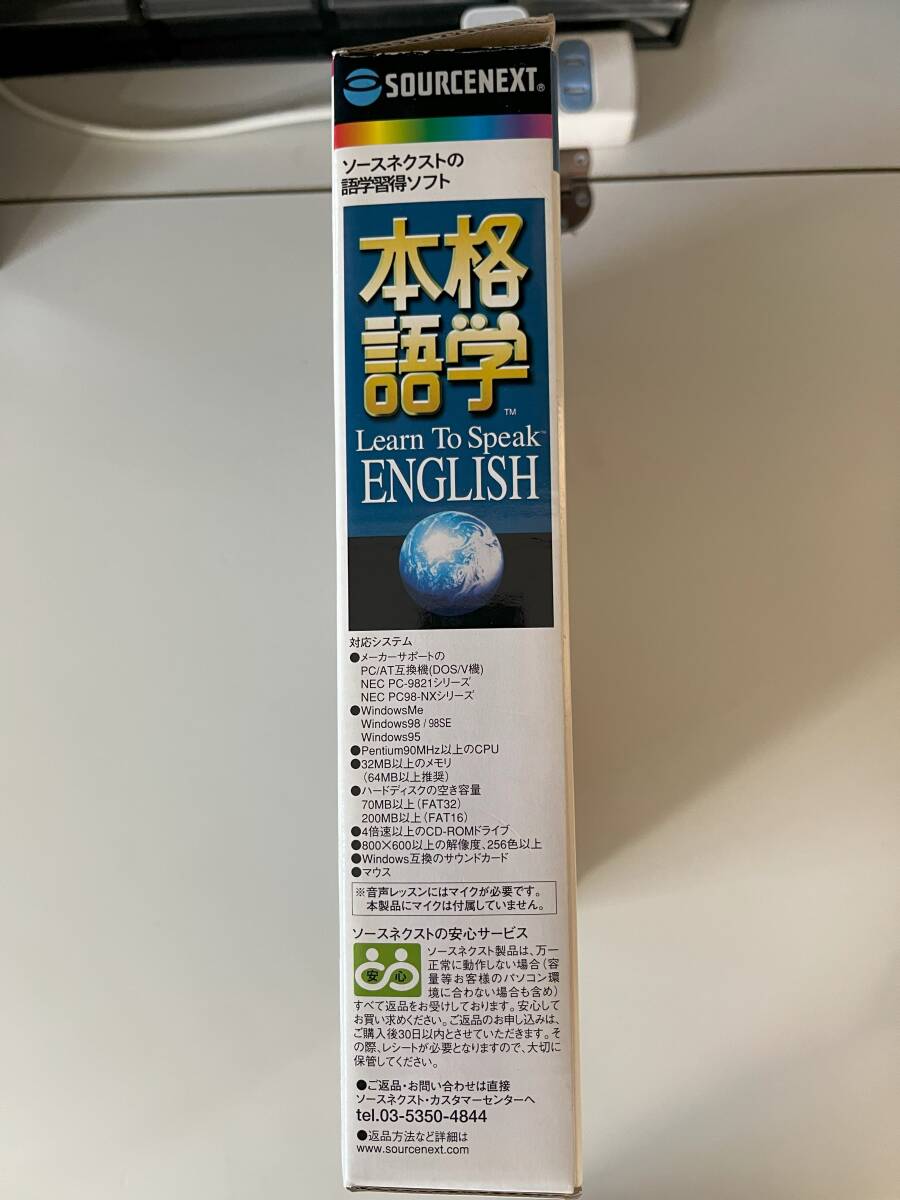 SOURCENEXT®
ソースネクストの
語学習得ソフト
本格
語学™
Learn To Speak™
ENGLISH
対応システム
●メーカーサポートの
PC/AT互換機(DOS/V機)
NEC PC-9821シリーズ
NEC PC98-NXシリーズ
●WindowsMe
Windows98 / 98SE
Windows95
●Pentium90MHz以上のCPU
●32MB以上のメモリ
(64MB以上推奨)
●ハードディスクの空き容量
70MB以上(FAT32)
200MB以上(FAT16)
●4倍速以上のCD-ROMドライブ
●800×600以上の解像度、256色以上
●Windows互換のサウンドカード
●マウス
※音声レッスンにはマイクが必要です。
本製品にマイクは付属していません。
ソースネクストの安心サービス
安心
ソースネクスト製品は、万一
正常に動作しない場合(容
量等お客様のパソコン環
境に合わない場合も含め)
すべて返品をお受けしております。安心して
お買い求めください。ご返品のお申し込みは、
ご購入後30日以内とさせていただきます。そ
の際、レシートが必要となりますので、大切に
保管してください。
●ご返品・お問い合わせは直接
ソースネクスト・カスタマーセンターへ
tel.03-5350-4844
●返品方法など詳細は
www.sourcenext.com